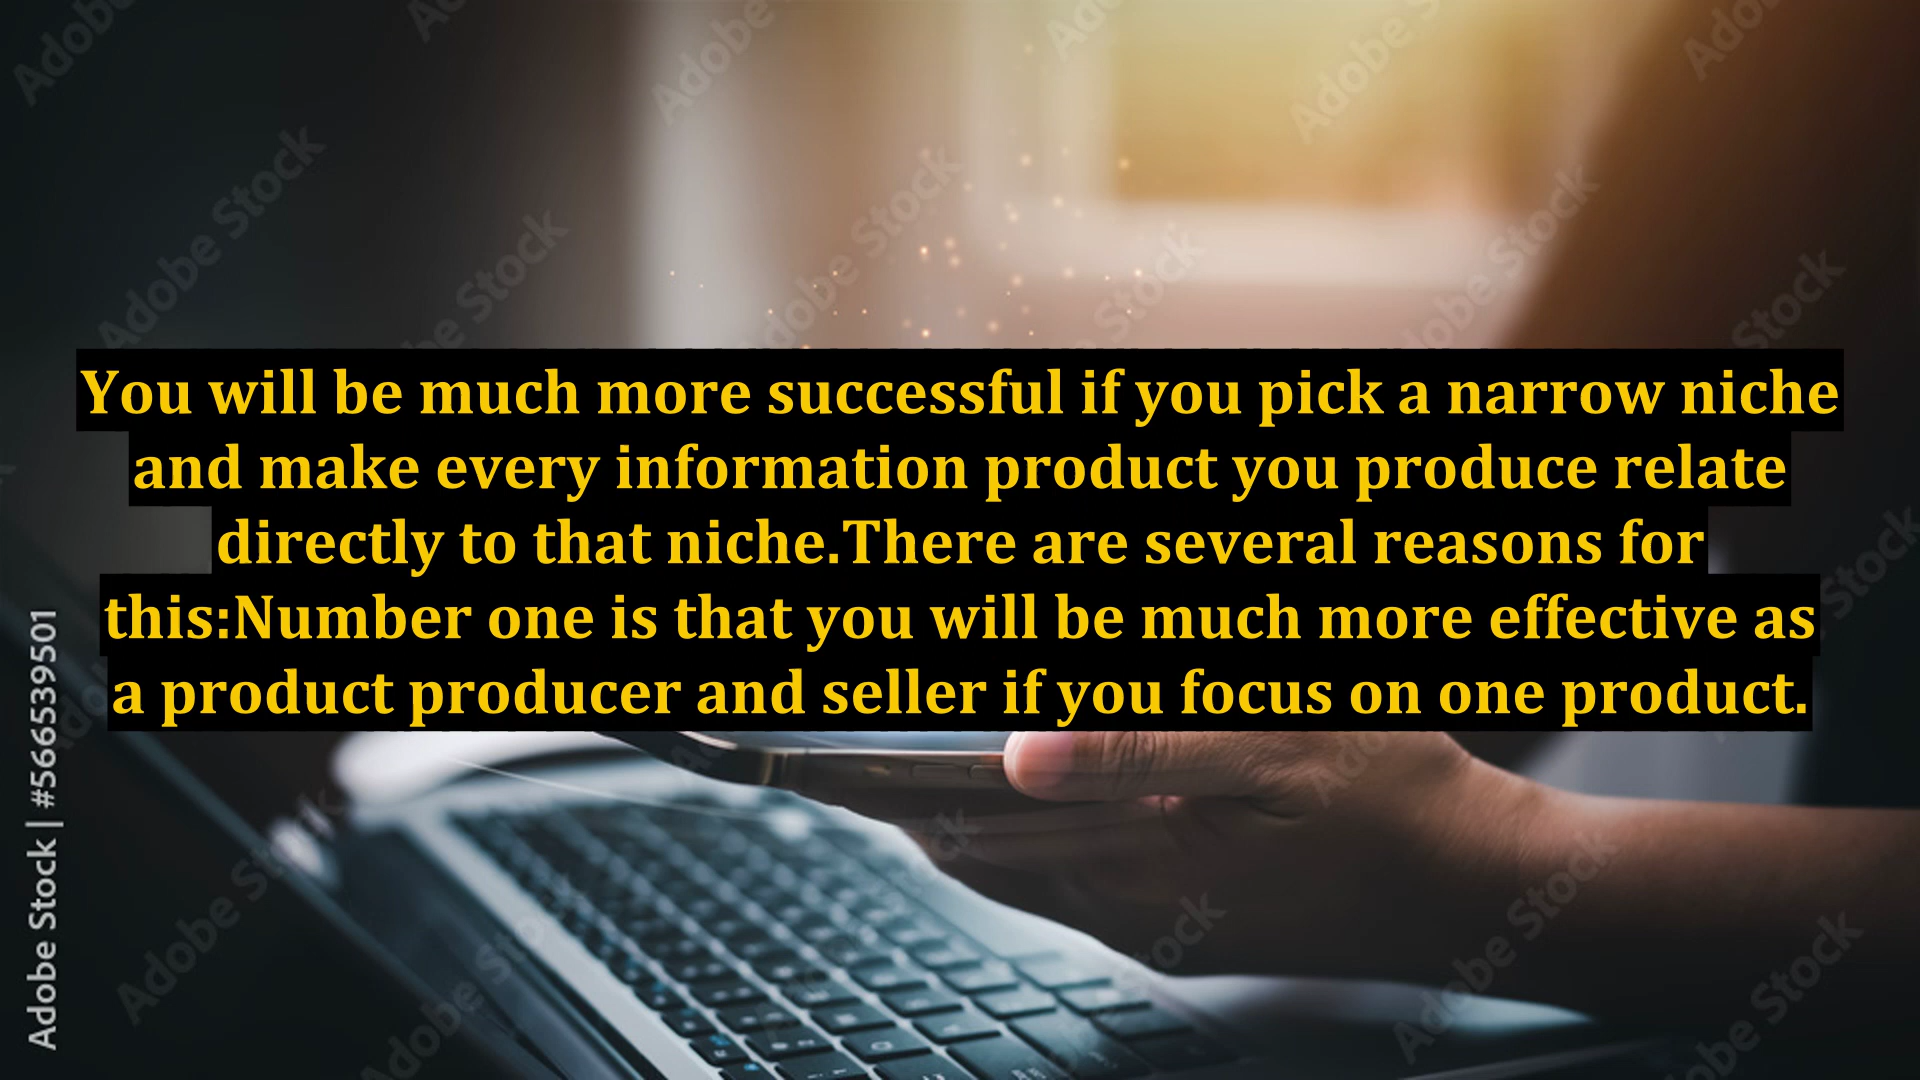 You will be much more successful if you pick a narrow niche
and make every information product you produce relate
directly to that niche.There are several reasons for
this:Number one is that you will be much more effective as
a product producer and seller if you focus on one product.
Adobe Stock | #566539501
Adobe Stock